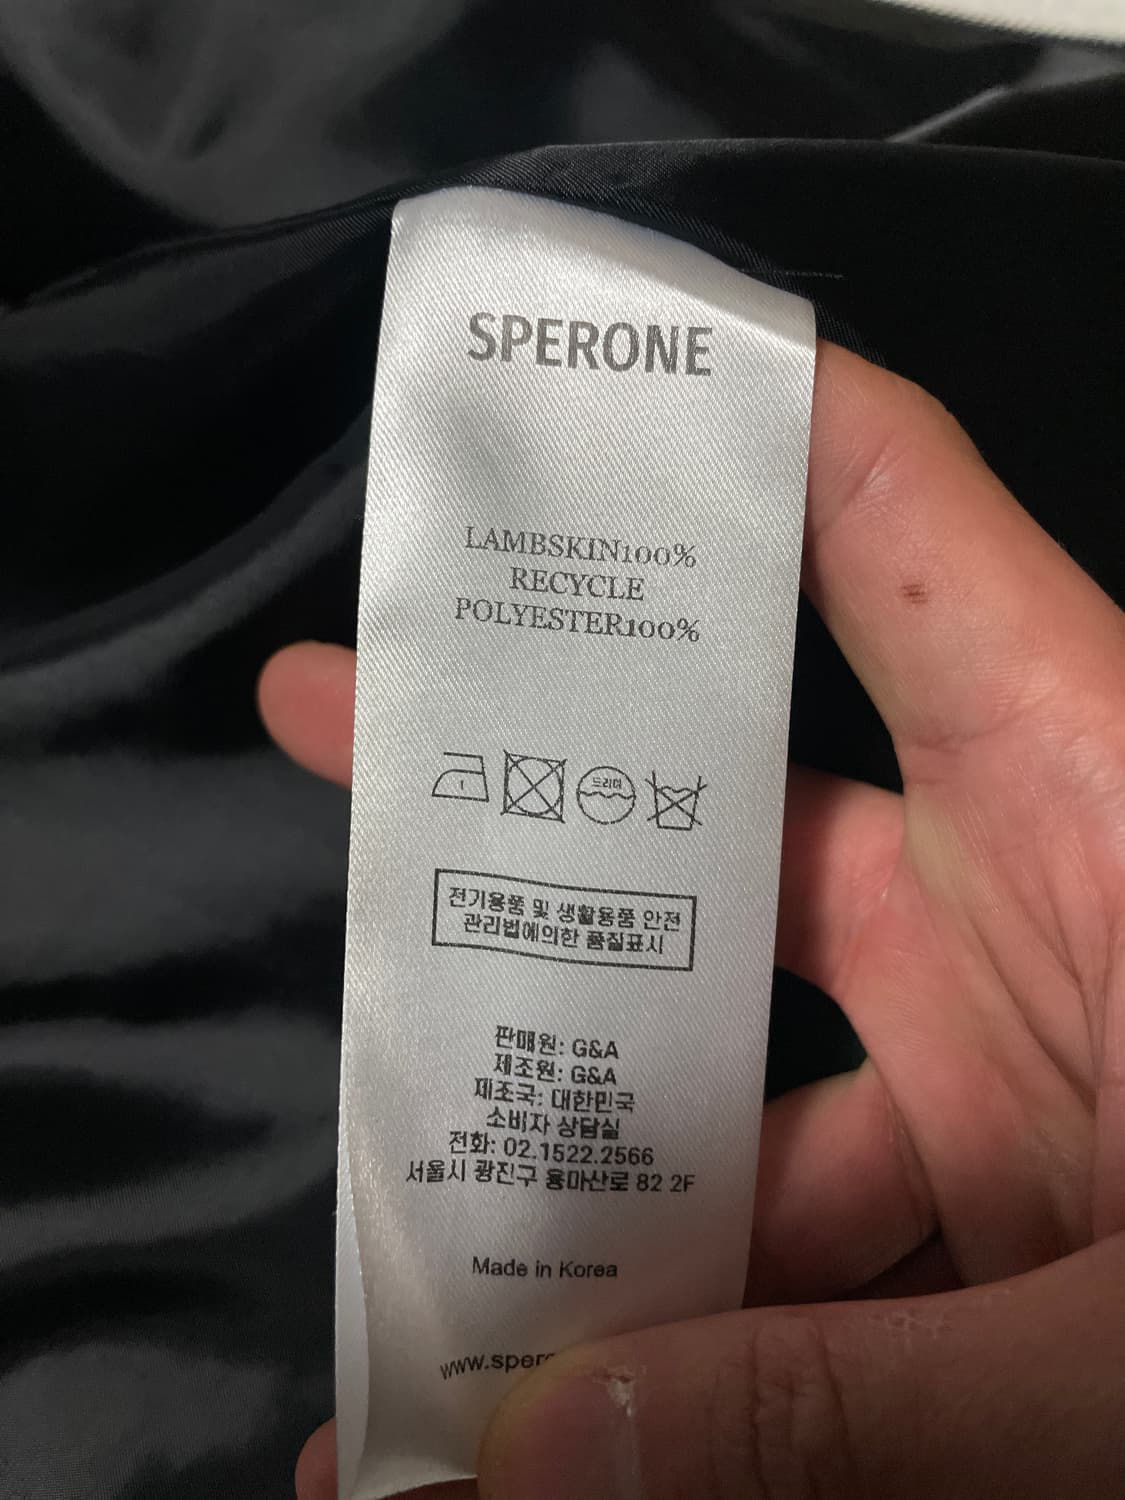 SPERONE
LAMBSKIN100%
RECYCLE
POLYESTER100%
1
드라이
전기용품 및 생활용품 안전
관리법에의한 품질표시
판매원: G&A
제조원: G&A
제조국: 대한민국
소비자 상담실
전화: 02.1522.2566
서울시 광진구 용마산로 82 2F
Made in Korea